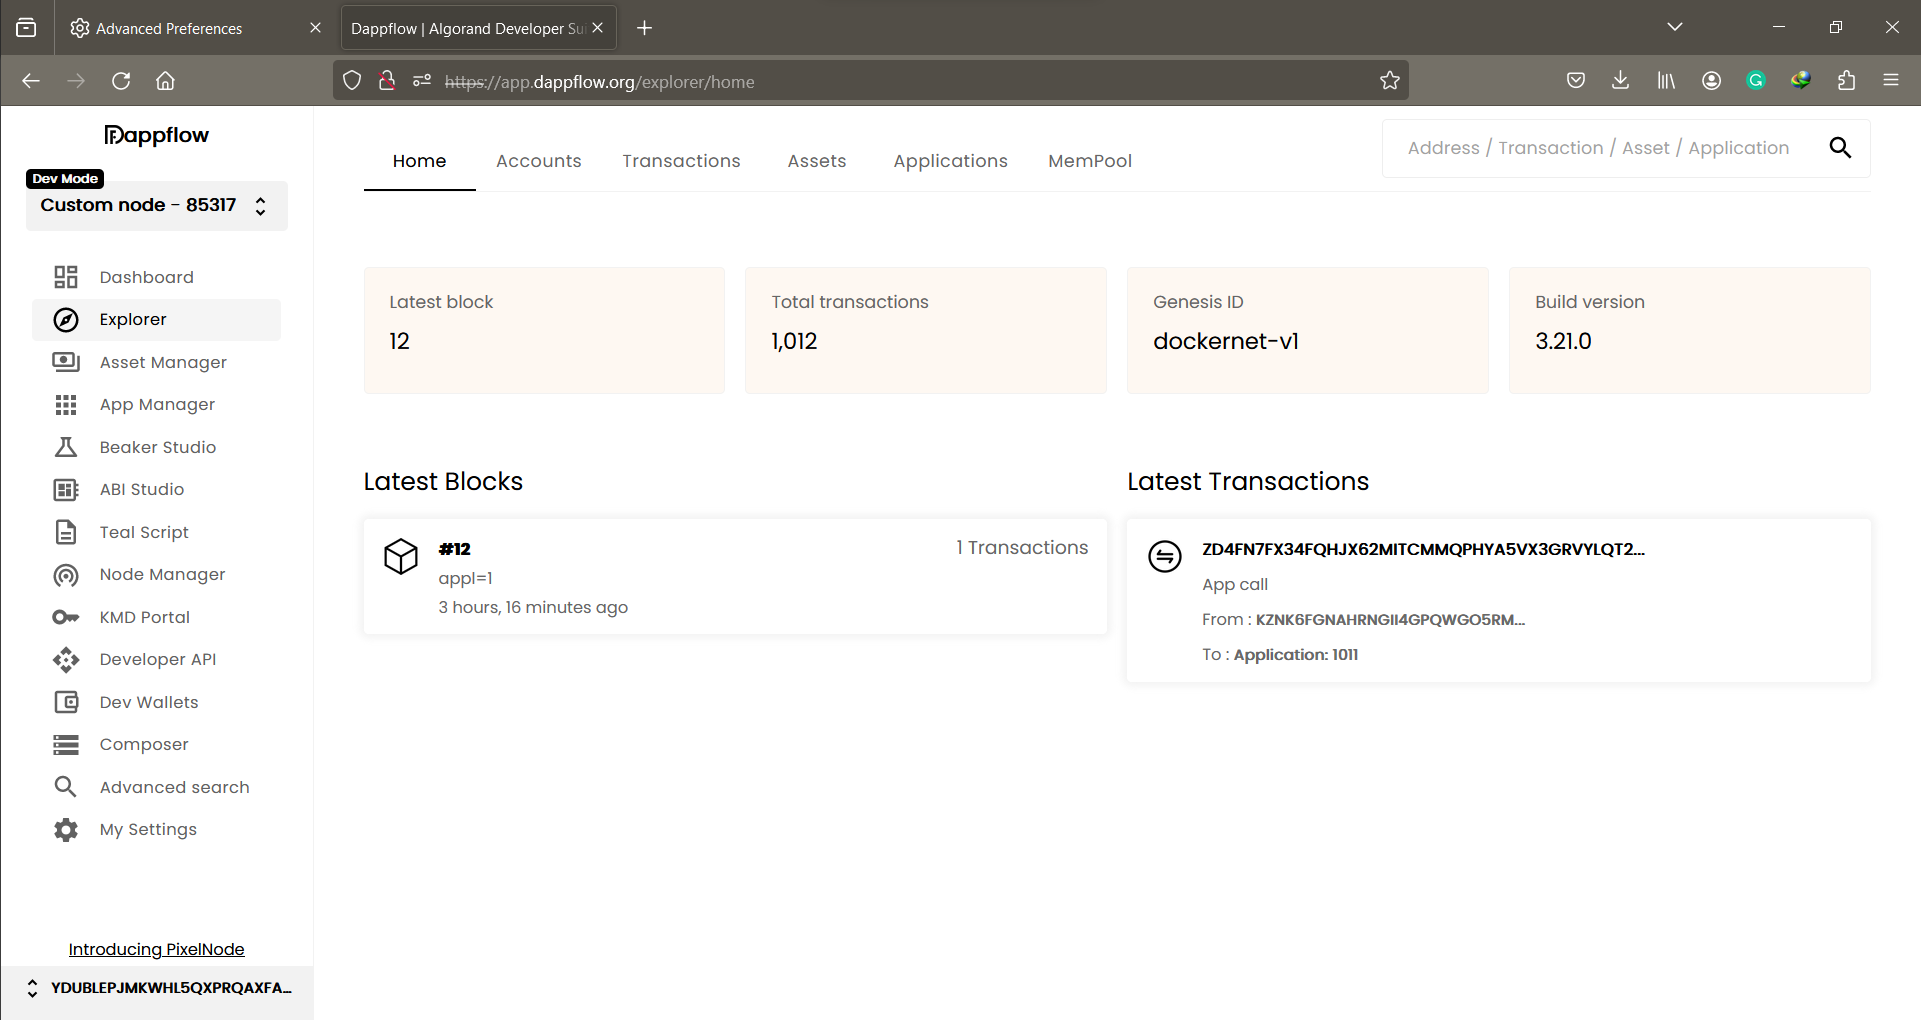 Advanced Preferences
Dappflow | Algorand Developer Sui
https://app.dappflow.org/explorer/home
Dappflow
Dev Mode
Custom node - 85317
Dashboard
Explorer
Asset Manager
App Manager
Beaker Studio
ABI Studio
Teal Script
Node Manager
KMD Portal
Developer API
Dev Wallets
Composer
Advanced search
My Settings
Introducing PixelNode
YDUBLEPJMKWHL5QXPRQAXFA...
Home Accounts Transactions Assets Applications MemPool
Address / Transaction / Asset / Application
Latest block
12
Total transactions
1,012
Genesis ID
dockernet-v1
Build version
3.21.0
Latest Blocks
#12
1 Transactions
appl=1
3 hours, 16 minutes ago
Latest Transactions
ZD4FN7FX34FQHJX62MITCMMQPHYA5VX3GRVYLQT2...
App call
From : KZNK6FGNAHRNGII4GPQWGO5RM...
To : Application: 1011